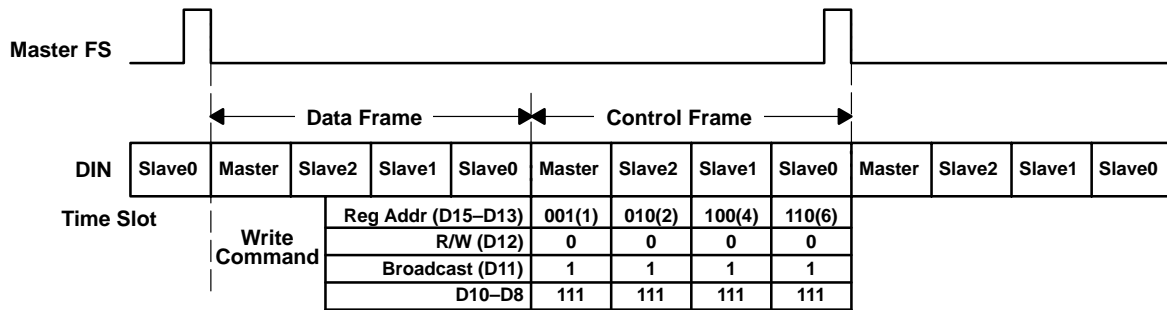 Master FS
Data Frame Control Frame
DIN Slave0 Master Slave2 Slave1 Slave0 Master Slave2 Slave1 Slave0 Master Slave2 Slave1 Slave0
Time Slot
Write
Command
Reg Addr (D15–D13) 001(1) 010(2) 100(4) 110(6)
R/W (D12) 0 0 0 0
Broadcast (D11) 1 1 1 1
D10–D8 111 111 111 111